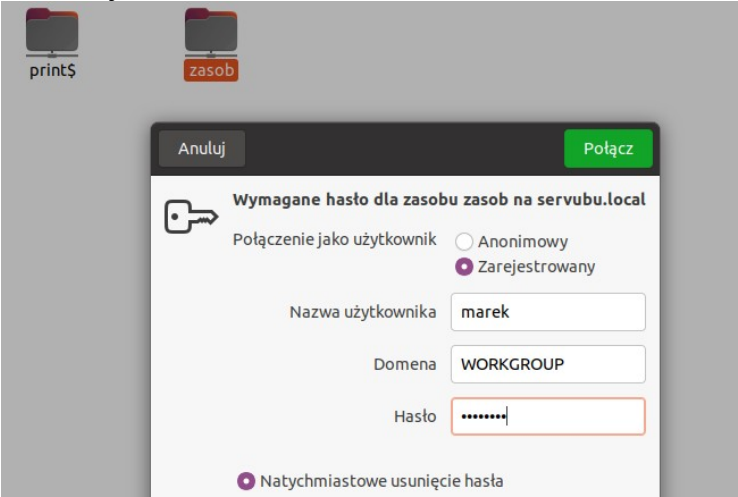 print$
zasob
Anuluj
Połącz
Wymagane hasło dla zasobu zasob na servubu.local
Połączenie jako użytkownik
Anonimowy
Zarejestrowany
Nazwa użytkownika
marek
Domena
WORKGROUP
Hasło
••••••••
Natychmiastowe usunięcie hasła